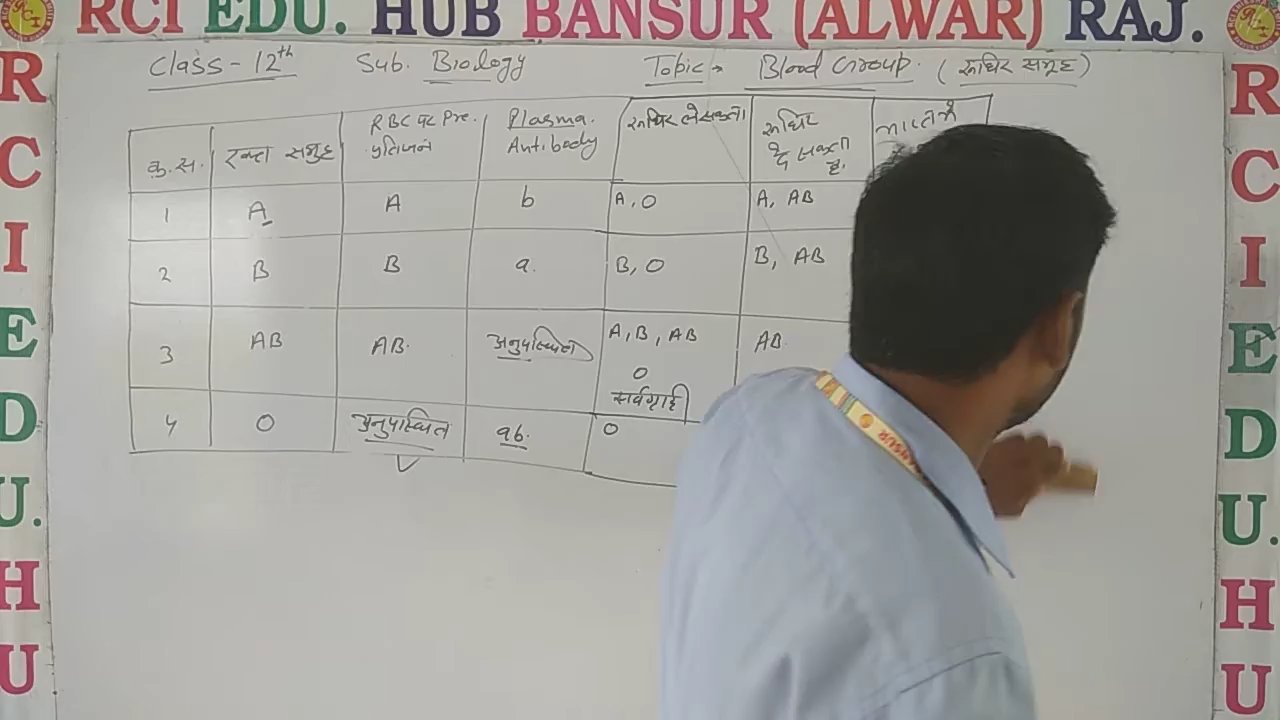 RCI EDU. HUB BANSUR (ALWAR) RAJ.
Class - 12th Sub. Biology Topic → Blood Group. (रूधिर समूह)
क्र.स. रक्त समुह RBC पर Pre. प्रतिजन Plasma. Antibody रूधिर ले सकता रूधिर दे सकता है. भारत में
1 A A b A, O A, AB
2 B B a. B, O B, AB
3 AB AB. अनुपस्थित A, B, AB O सर्वग्राही AB
4 O अनुपस्थित ab. O
R
C
I
E
D
U.
H
U
R
C
I
E
D
U.
H
U
BANSUR